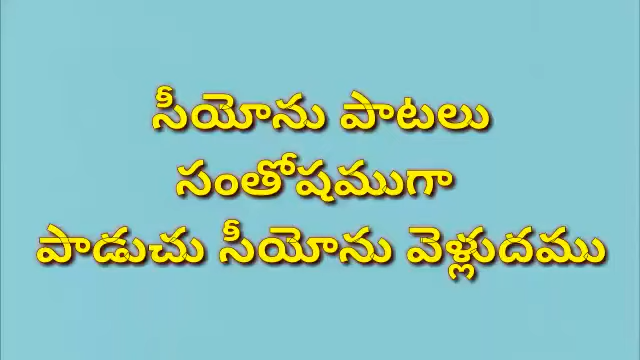 సీయోను పాటలు
సంతోషముగా
పాడుచు సీయోను వెళ్లుదము